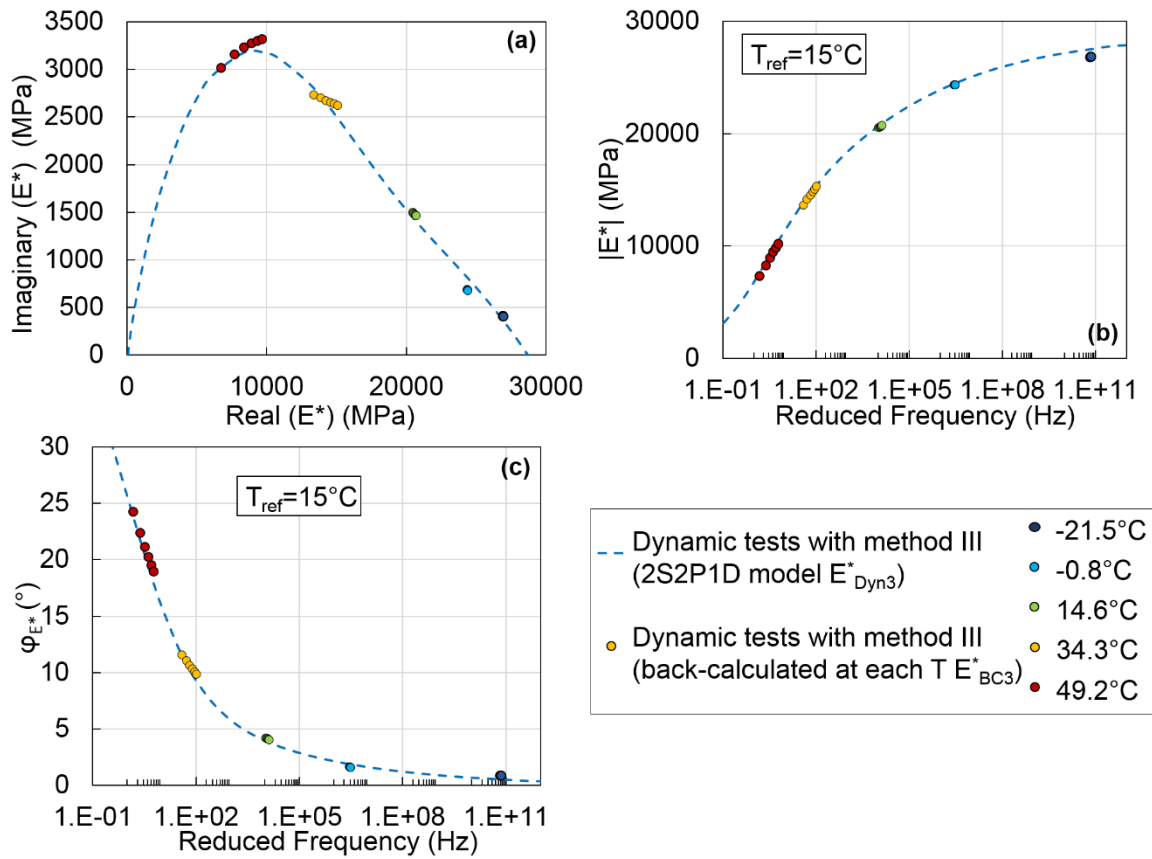 (a)
3500
3000
2500
2000
1500
1000
500
0
Imaginary (E*) (MPa)
0
10000
20000
30000
Real (E*) (MPa)
(b)
Tref=15°C
30000
20000
10000
0
|E*| (MPa)
1.E-01
1.E+02
1.E+05
1.E+08
1.E+11
Reduced Frequency (Hz)
(c)
Tref=15°C
30
25
20
15
10
5
0
φE* (°)
1.E-01
1.E+02
1.E+05
1.E+08
1.E+11
Reduced Frequency (Hz)
Dynamic tests with method III
(2S2P1D model E*Dyn3)
Dynamic tests with method III
(back-calculated at each T E*BC3)
-21.5°C
-0.8°C
14.6°C
34.3°C
49.2°C